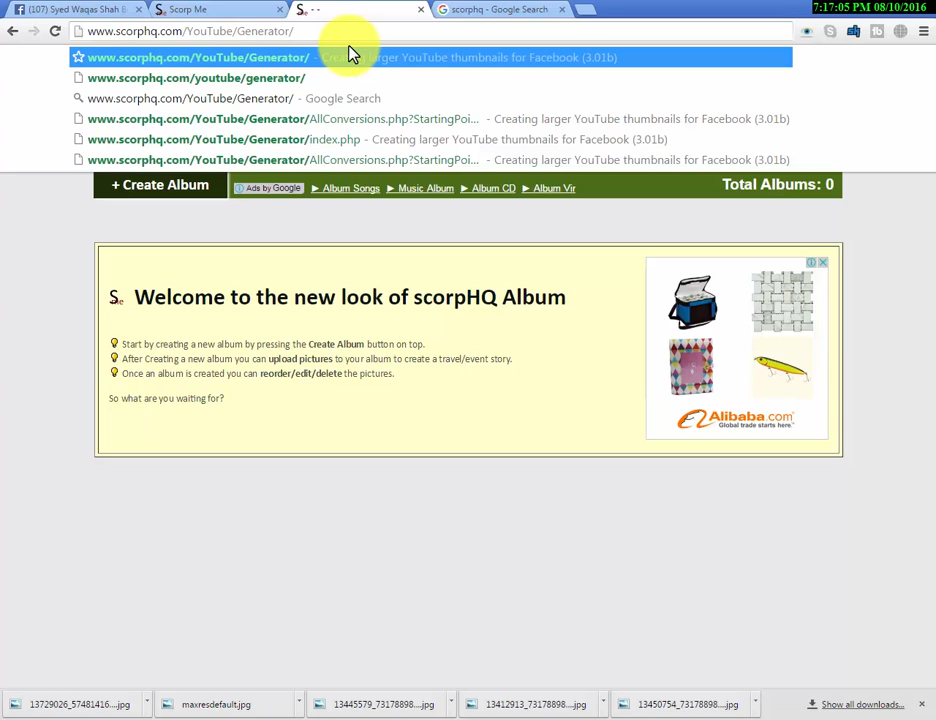 (107) Syed Waqas Shah B
Scorp Me
- -
scorphq - Google Search
7:17:05 PM 08/10/2016
www.scorphq.com/YouTube/Generator/
www.scorphq.com/YouTube/Generator/ - Creating larger YouTube thumbnails for Facebook (3.01b)
www.scorphq.com/youtube/generator/
www.scorphq.com/YouTube/Generator/ - Google Search
www.scorphq.com/YouTube/Generator/AllConversions.php?StartingPoi... - Creating larger YouTube thumbnails for Facebook (3.01b)
www.scorphq.com/YouTube/Generator/index.php - Creating larger YouTube thumbnails for Facebook (3.01b)
www.scorphq.com/YouTube/Generator/AllConversions.php?StartingPoi... - Creating larger YouTube thumbnails for Facebook (3.01b)
+ Create Album
Ads by Google ► Album Songs ► Music Album ► Album CD ► Album Vir
Total Albums: 0
Welcome to the new look of scorpHQ Album
Start by creating a new album by pressing the Create Album button on top.
After Creating a new album you can upload pictures to your album to create a travel/event story.
Once an album is created you can reorder/edit/delete the pictures.
So what are you waiting for?
Alibaba.com
Global trade starts here.™
13729026_57481416....jpg
maxresdefault.jpg
13445579_73178898....jpg
13412913_73178898....jpg
13450754_73178898....jpg
Show all downloads...